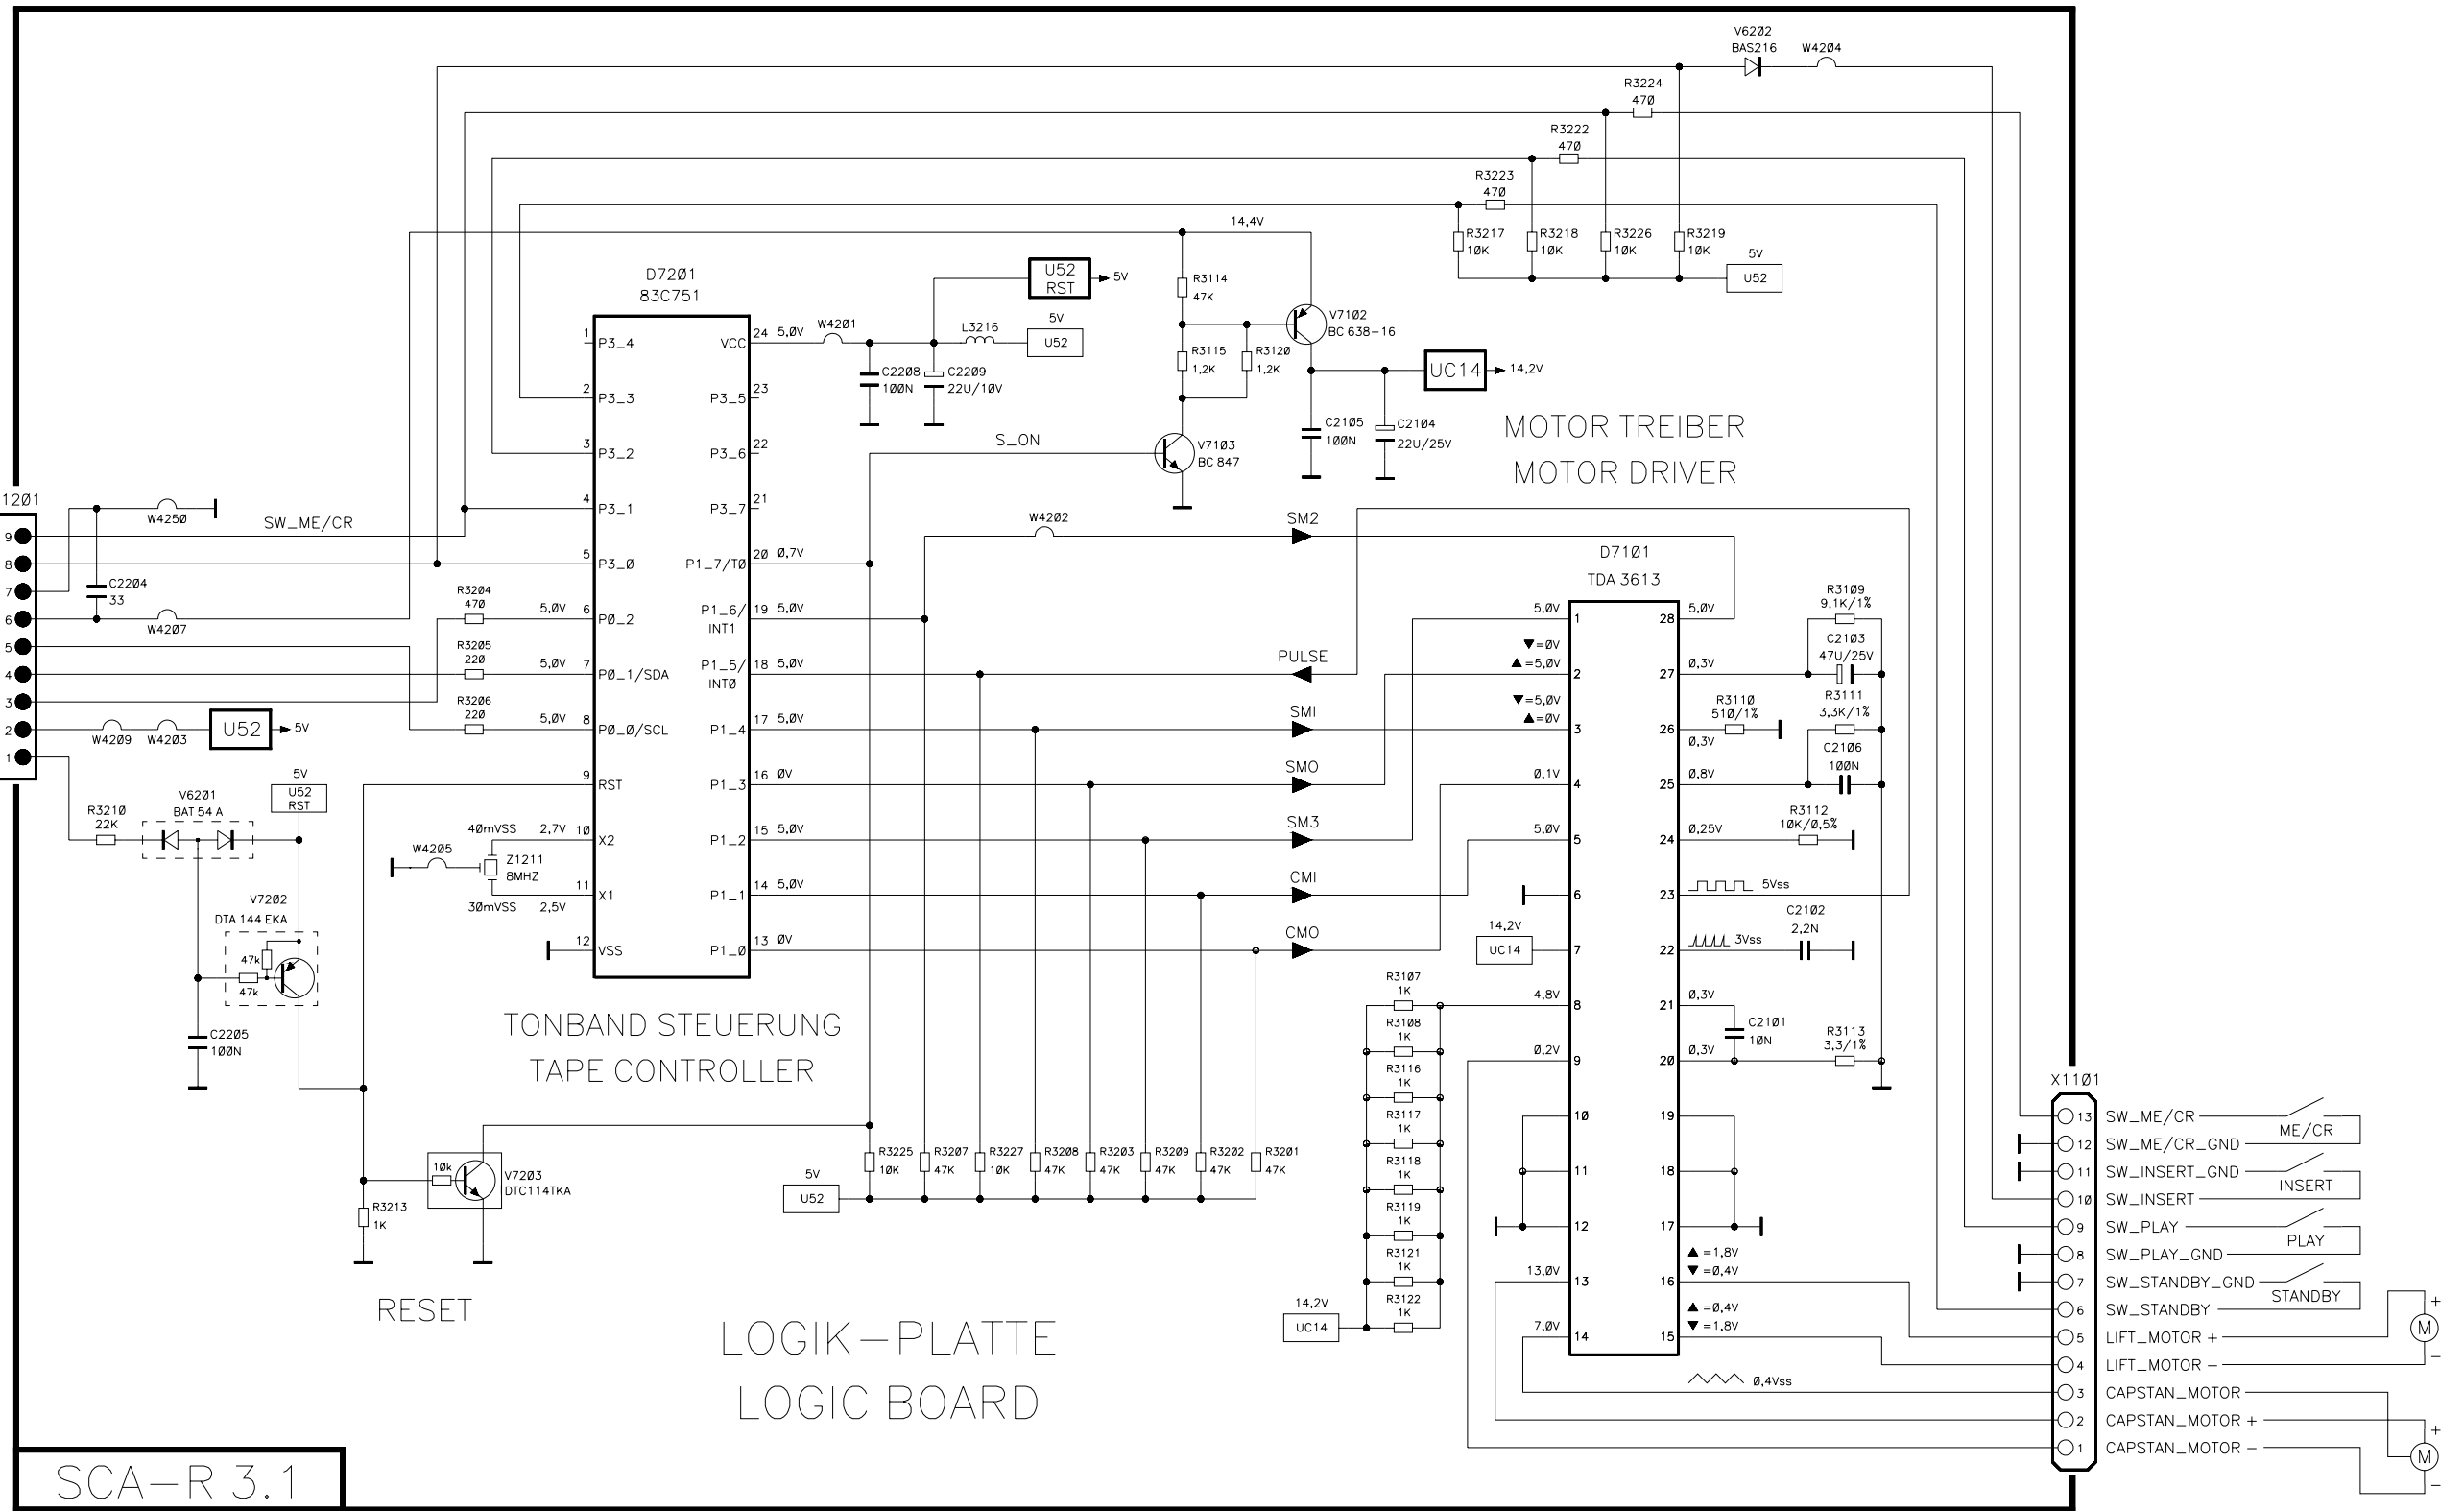 V6202
BAS216
W4204
R3224
470
R3222
470
R3223
470
14,4V
R3217
10K
R3218
10K
R3226
10K
R3219
10K
5V
U52
D7201
83C751
U52
RST
5V
5V
U52
W4201
L3216
C2208
100N
C2209
22U/10V
R3114
47K
R3115
1,2K
R3120
1,2K
V7102
BC 638-16
UC14
14,2V
C2105
100N
C2104
22U/25V
V7103
BC 847
S_ON
MOTOR TREIBER
MOTOR DRIVER
1 P3_4
2 P3_3
3 P3_2
4 P3_1
5 P3_0
5,0V 6 P0_2
5,0V 7 P0_1/SDA
5,0V 8 P0_0/SCL
9 RST
40mVSS 2,7V 10 X2
30mVSS 2,5V 11 X1
12 VSS
VCC 24 5,0V
P3_5 23
P3_6 22
P3_7 21
P1_7/T0 20 0,7V
P1_6/ 19 5,0V
INT1
P1_5/ 18 5,0V
INT0
P1_4 17 5,0V
P1_3 16 0V
P1_2 15 5,0V
P1_1 14 5,0V
P1_0 13 0V
1201
9
8
7
6
5
4
3
2
1
W4250
SW_ME/CR
C2204
33
W4207
R3204
470
R3205
220
R3206
220
W4209
W4203
U52
5V
R3210
22K
V6201
BAT 54 A
5V
U52
RST
W4205
Z1211
8MHZ
V7202
DTA 144 EKA
47k
47k
C2205
100N
TONBAND STEUERUNG
TAPE CONTROLLER
10k
V7203
DTC114TKA
R3213
1K
RESET
W4202
SM2
PULSE
SMI
SMO
SM3
CMI
CMO
5V
U52
R3225
10K
R3207
47K
R3227
10K
R3208
47K
R3203
47K
R3209
47K
R3202
47K
R3201
47K
D7101
TDA 3613
5,0V 1
▼=0V
▲=5,0V 2
▼=5,0V
▲=0V 3
0,1V 4
5,0V 5
6
14,2V
UC14
7
4,8V 8
0,2V 9
10
11
12
13,0V 13
7,0V 14
28 5,0V
27 0,3V
26 0,3V
25 0,8V
24 0,25V
23 5Vss
22 3Vss
21 0,3V
20 0,3V
19
18
17
▲=1,8V
▼=0,4V
16
▲=0,4V
▼=1,8V
15
0,4Vss
R3109
9,1K/1%
C2103
47U/25V
R3110
510/1%
R3111
3,3K/1%
C2106
100N
R3112
10K/0,5%
C2102
2,2N
C2101
10N
R3113
3,3/1%
R3107
1K
R3108
1K
R3116
1K
R3117
1K
R3118
1K
R3119
1K
R3121
1K
R3122
1K
14,2V
UC14
X1101
13 SW_ME/CR
ME/CR
12 SW_ME/CR_GND
11 SW_INSERT_GND
INSERT
10 SW_INSERT
9 SW_PLAY
PLAY
8 SW_PLAY_GND
7 SW_STANDBY_GND
STANDBY
6 SW_STANDBY
5 LIFT_MOTOR +
4 LIFT_MOTOR -
3 CAPSTAN_MOTOR
2 CAPSTAN_MOTOR +
1 CAPSTAN_MOTOR -
+
M
-
+
M
-
LOGIK-PLATTE
LOGIC BOARD
SCA-R 3.1